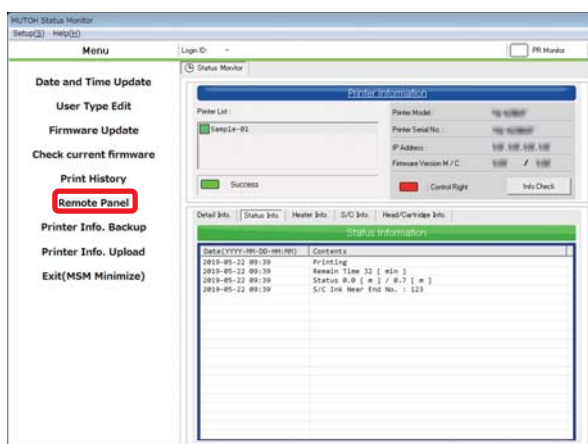 MUTOH Status Monitor
Setup(S) Help(H)
Menu
Login ID: -
PR Monitor
Status Monitor
Date and Time Update
User Type Edit
Firmware Update
Check current firmware
Print History
Remote Panel
Printer Info. Backup
Printer Info. Upload
Exit(MSM Minimize)
Printer Information
Printer List :
Sample-01
Success
Printer Model :
Printer Serial No. :
IP Address :
Firmware Version M / C :
/
Control Right
Info Check
Detail Info. Status Info. Heater Info. S/C Info. Head/Cartridge Info.
Status Information
Date(YYYY-MM-DD-HH:MM) Contents
2019-05-22 09:39 Printing
2019-05-22 09:39 Remain Time 32 [ min ]
2019-05-22 09:39 Status 0.0 [ m ] / 0.7 [ m ]
2019-05-22 09:39 S/C Ink Near End No. : 123